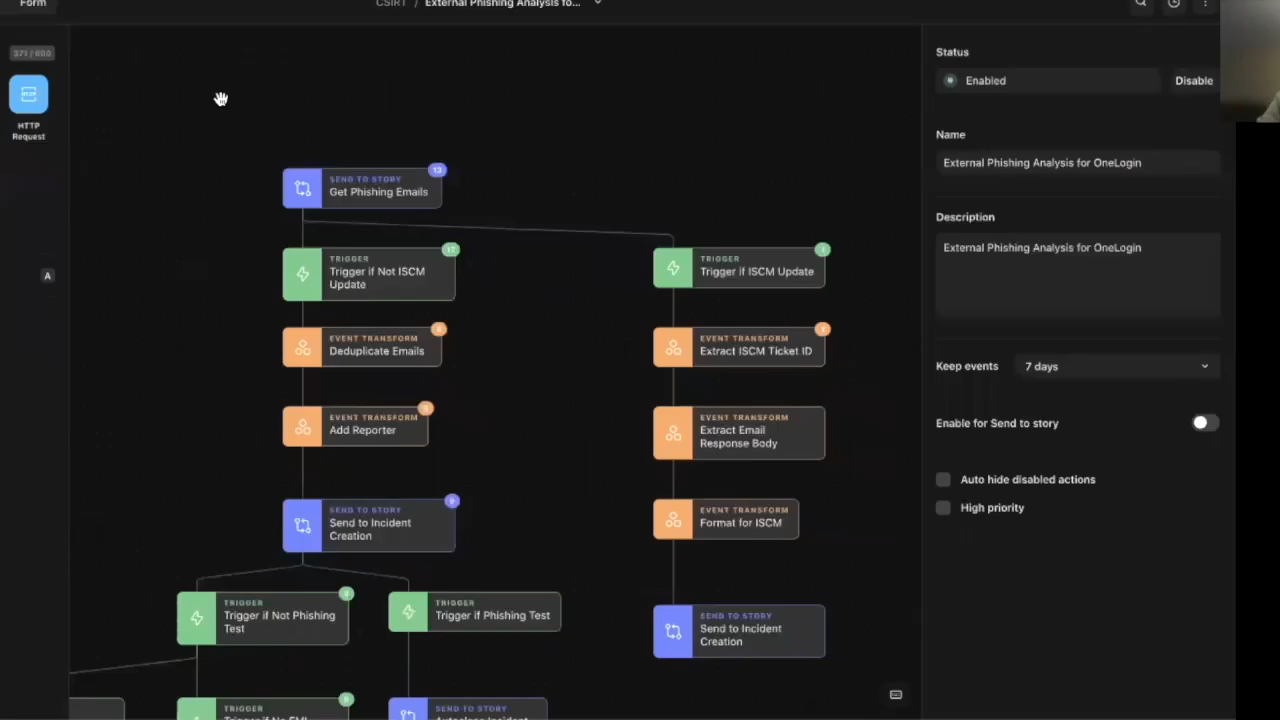 Form
CSIRT / External Phishing Analysis fo...
371 / 600
HTTP
Request
A
SEND TO STORY
Get Phishing Emails
13
TRIGGER
Trigger if Not ISCM
Update
17
TRIGGER
Trigger if ISCM Update
EVENT TRANSFORM
Deduplicate Emails
EVENT TRANSFORM
Extract ISCM Ticket ID
EVENT TRANSFORM
Add Reporter
EVENT TRANSFORM
Extract Email
Response Body
SEND TO STORY
Send to Incident
Creation
EVENT TRANSFORM
Format for ISCM
TRIGGER
Trigger if Not Phishing
Test
TRIGGER
Trigger if Phishing Test
SEND TO STORY
Send to Incident
Creation
TRIGGER
SEND TO STORY
Status
Enabled
Disable
Name
External Phishing Analysis for OneLogin
Description
External Phishing Analysis for OneLogin
Keep events
7 days
Enable for Send to story
Auto hide disabled actions
High priority